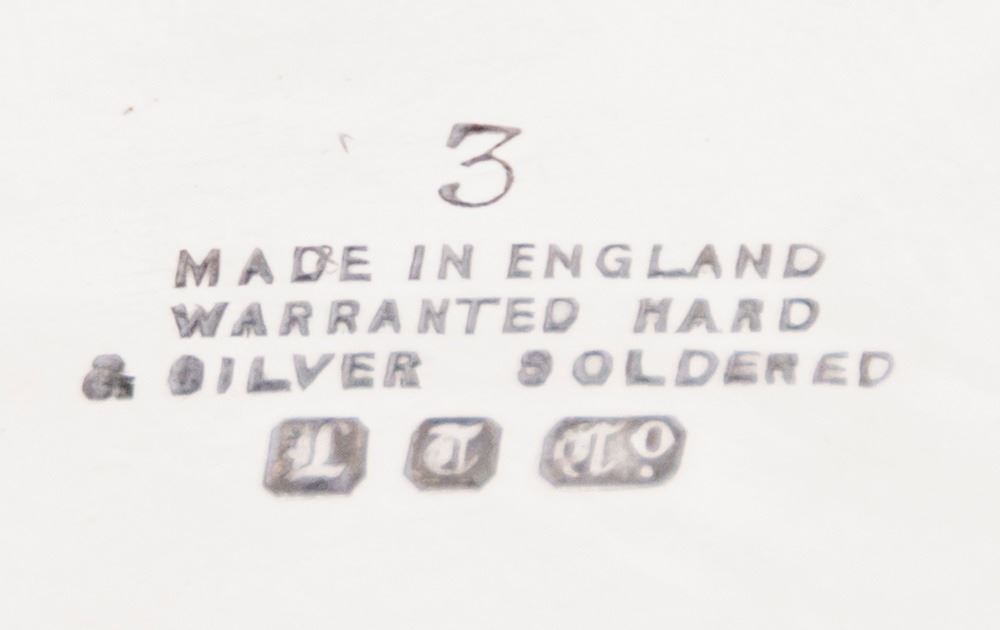 3
MADE IN ENGLAND
WARRANTED HARD
& SILVER SOLDERED
L T